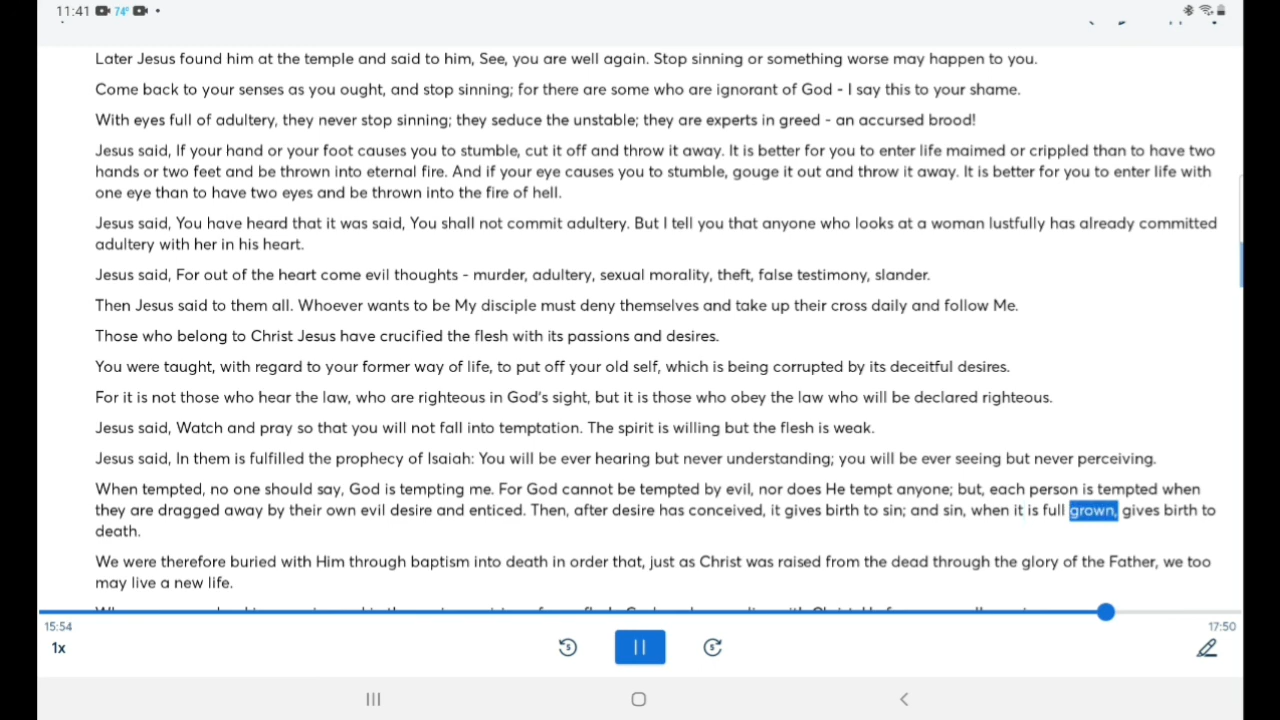 11:41 74°
Later Jesus found him at the temple and said to him, See, you are well again. Stop sinning or something worse may happen to you.
Come back to your senses as you ought, and stop sinning; for there are some who are ignorant of God - I say this to your shame.
With eyes full of adultery, they never stop sinning; they seduce the unstable; they are experts in greed - an accursed brood!
Jesus said, If your hand or your foot causes you to stumble, cut it off and throw it away. It is better for you to enter life maimed or crippled than to have two
hands or two feet and be thrown into eternal fire. And if your eye causes you to stumble, gouge it out and throw it away. It is better for you to enter life with
one eye than to have two eyes and be thrown into the fire of hell.
Jesus said, You have heard that it was said, You shall not commit adultery. But I tell you that anyone who looks at a woman lustfully has already committed
adultery with her in his heart.
Jesus said, For out of the heart come evil thoughts - murder, adultery, sexual morality, theft, false testimony, slander.
Then Jesus said to them all. Whoever wants to be My disciple must deny themselves and take up their cross daily and follow Me.
Those who belong to Christ Jesus have crucified the flesh with its passions and desires.
You were taught, with regard to your former way of life, to put off your old self, which is being corrupted by its deceitful desires.
For it is not those who hear the law, who are righteous in God's sight, but it is those who obey the law who will be declared righteous.
Jesus said, Watch and pray so that you will not fall into temptation. The spirit is willing but the flesh is weak.
Jesus said, In them is fulfilled the prophecy of Isaiah: You will be ever hearing but never understanding; you will be ever seeing but never perceiving.
When tempted, no one should say, God is tempting me. For God cannot be tempted by evil, nor does He tempt anyone; but, each person is tempted when
they are dragged away by their own evil desire and enticed. Then, after desire has conceived, it gives birth to sin; and sin, when it is full grown, gives birth to
death.
We were therefore buried with Him through baptism into death in order that, just as Christ was raised from the dead through the glory of the Father, we too
may live a new life.
15:54 17:50
1x 5 5